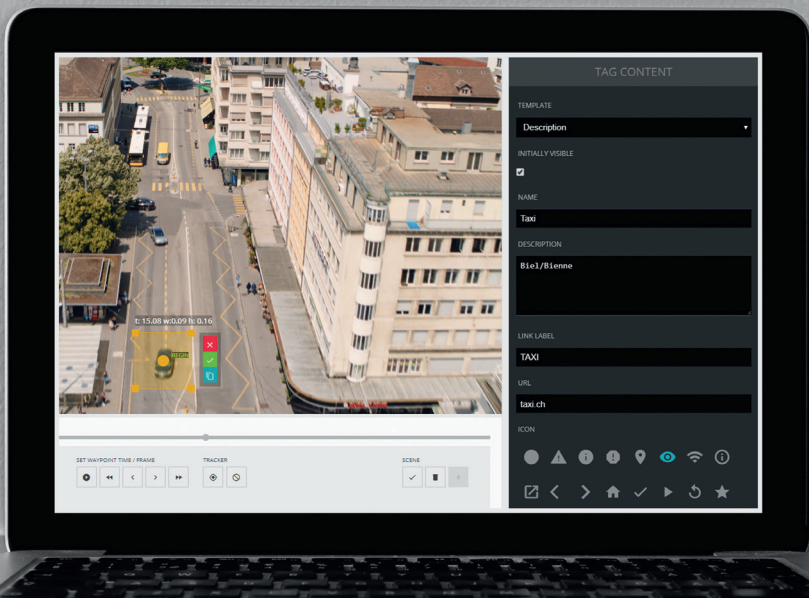 TAG CONTENT
TEMPLATE
Description
INITIALLY VISIBLE
NAME
Taxi
DESCRIPTION
Biel/Bienne
LINK LABEL
TAXI
URL
taxi.ch
ICON
t: 15.08 w:0.09 h: 0.16
BEGIN
SET WAYPOINT TIME / FRAME
TRACKER
SCENE